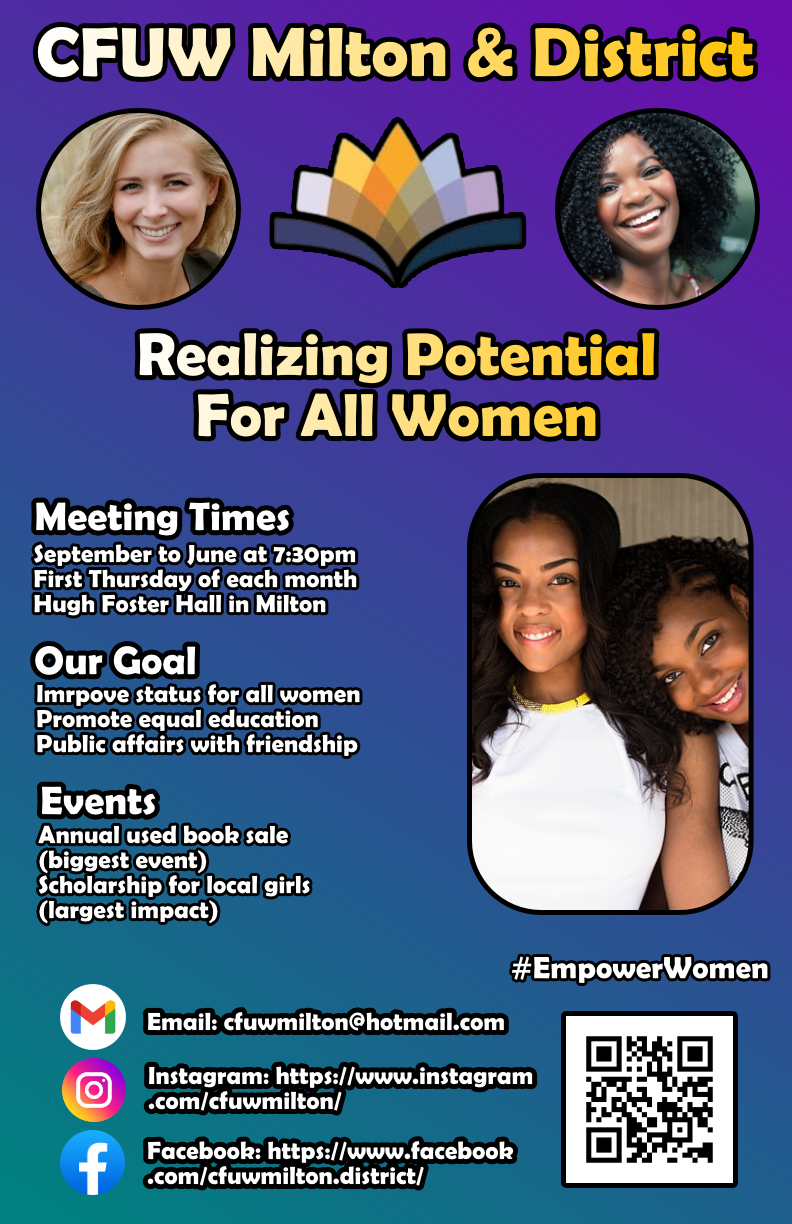 CFUW Milton & District
Realizing Potential
For All Women
Meeting Times
September to June at 7:30pm
First Thursday of each month
Hugh Foster Hall in Milton
Our Goal
Imrpove status for all women
Promote equal education
Public affairs with friendship
Events
Annual used book sale
(biggest event)
Scholarship for local girls
(largest impact)
#EmpowerWomen
Email: cfuwmilton@hotmail.com
Instagram: https://www.instagram
.com/cfuwmilton/
Facebook: https://www.facebook
.com/cfuwmilton.district/